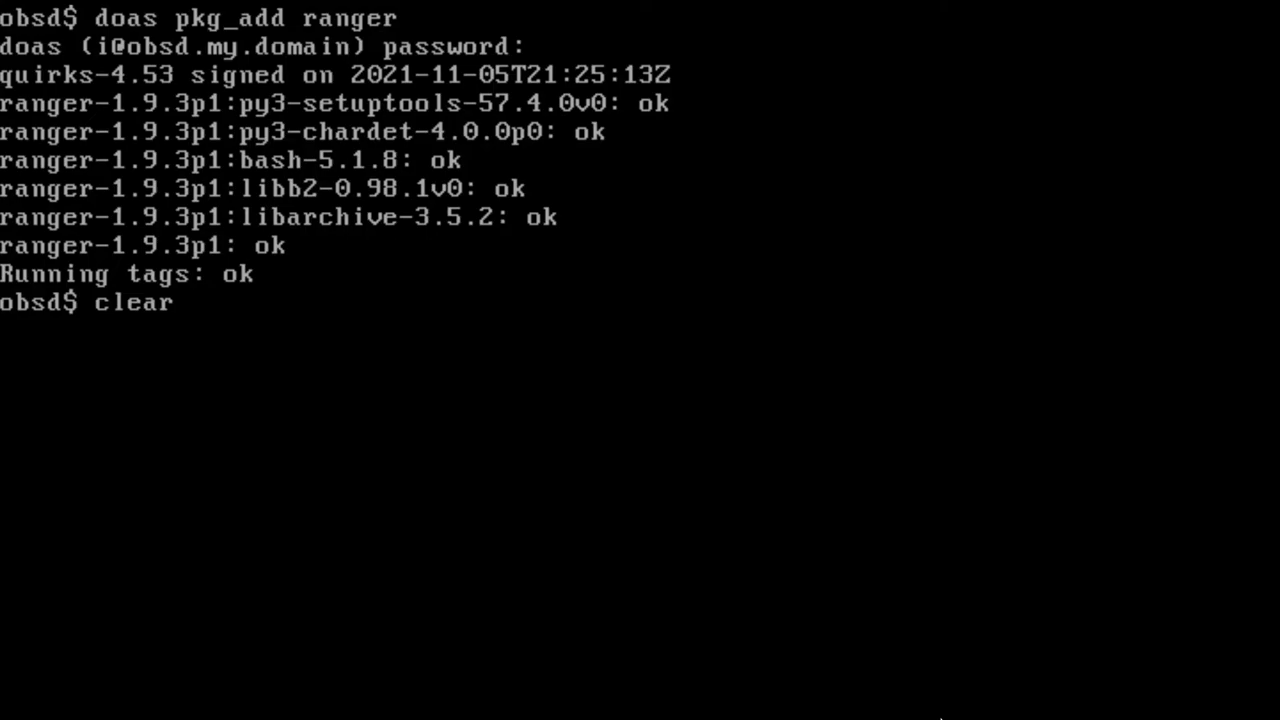 obsd$ doas pkg_add ranger
doas (i@obsd.my.domain) password:
quirks-4.53 signed on 2021-11-05T21:25:13Z
ranger-1.9.3p1:py3-setuptools-57.4.0v0: ok
ranger-1.9.3p1:py3-chardet-4.0.0p0: ok
ranger-1.9.3p1:bash-5.1.8: ok
ranger-1.9.3p1:libb2-0.98.1v0: ok
ranger-1.9.3p1:libarchive-3.5.2: ok
ranger-1.9.3p1: ok
Running tags: ok
obsd$ clear